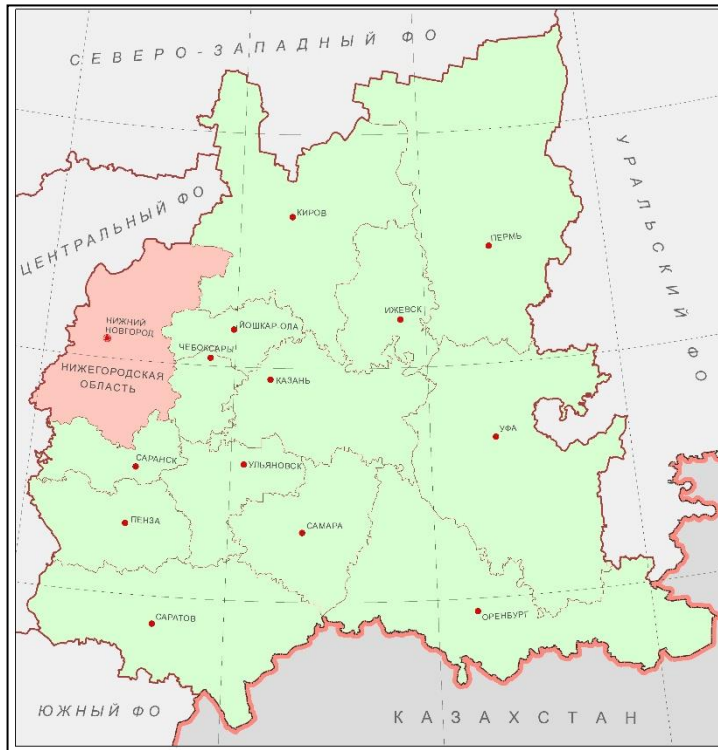 СЕВЕРО-ЗАПАДНЫЙ ФО
ЦЕНТРАЛЬНЫЙ ФО
УРАЛЬСКИЙ ФО
КИРОВ
ПЕРМЬ
НИЖНИЙ
НОВГОРОД
ЙОШКАР-ОЛА
ИЖЕВСК
ЧЕБОКСАРЫ
НИЖЕГОРОДСКАЯ
ОБЛАСТЬ
КАЗАНЬ
УФА
САРАНСК
УЛЬЯНОВСК
ПЕНЗА
САМАРА
САРАТОВ
ОРЕНБУРГ
ЮЖНЫЙ ФО
КАЗАХСТАН